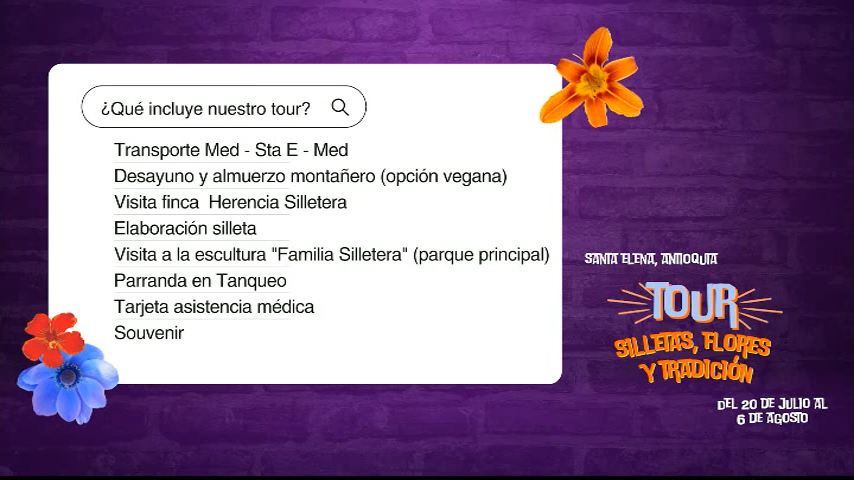 ¿Qué incluye nuestro tour?
Transporte Med - Sta E - Med
Desayuno y almuerzo montañero (opción vegana)
Visita finca Herencia Silletera
Elaboración silleta
Visita a la escultura "Familia Silletera" (parque principal)
Parranda en Tanqueo
Tarjeta asistencia médica
Souvenir
SANTA ELENA, ANTIOQUIA
TOUR
SILLETAS, FLORES
Y TRADICIÓN
DEL 20 DE JULIO AL
6 DE AGOSTO